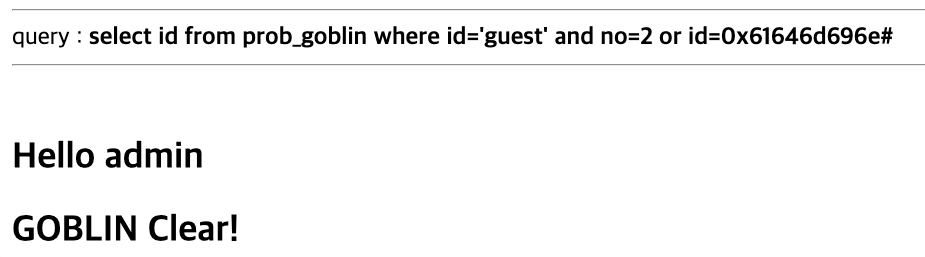 query : select id from prob_goblin where id='guest' and no=2 or id=0x61646d696e#
Hello admin
GOBLIN Clear!